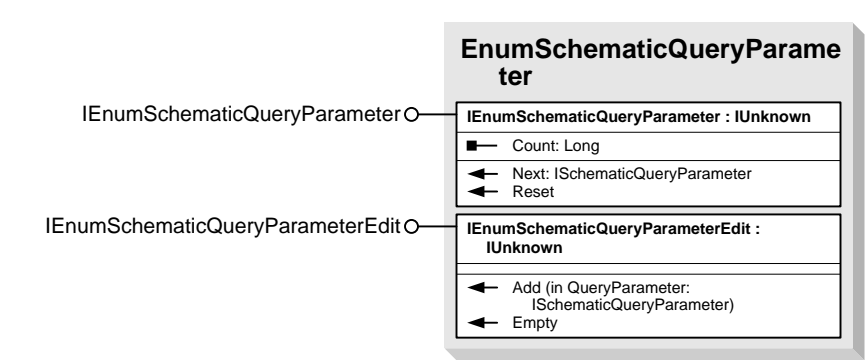 EnumSchematicQueryParame
ter
IEnumSchematicQueryParameter
IEnumSchematicQueryParameter : IUnknown
Count: Long
Next: ISchematicQueryParameter
Reset
IEnumSchematicQueryParameterEdit
IEnumSchematicQueryParameterEdit :
IUnknown
Add (in QueryParameter:
ISchematicQueryParameter)
Empty